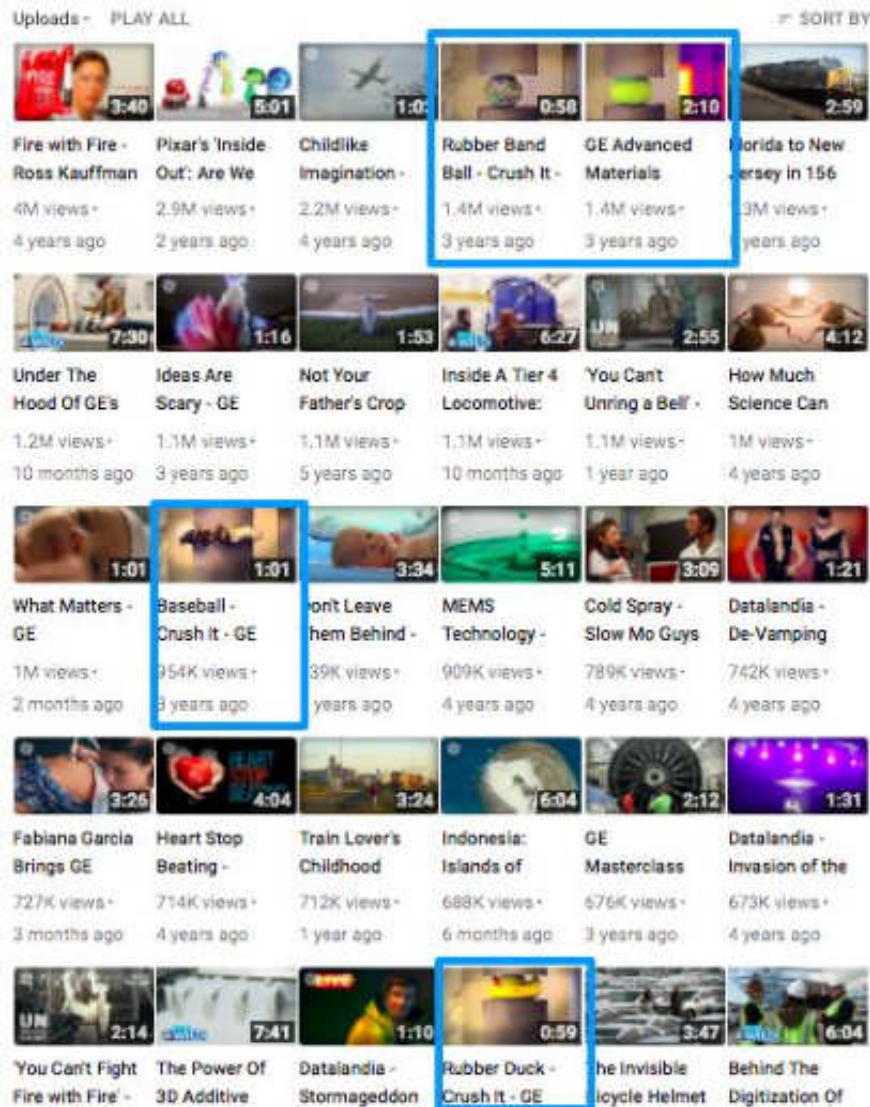 Uploads PLAY ALL SORT BY
3:40 5:01 0:58 2:10 2:59
Fire with Fire - Pixar's 'Inside Childlike Rubber Band GE Advanced to New
Ross Kauffman Out': Are We Imagination - Ball - Crush It - Materials in 156
4M views 2.9M views 2.2M views 1.4M views 1.4M views views
4 years ago 2 years ago 4 years ago 3 years ago 3 years ago years ago
7:30 1:16 1:53 6:27 2:55 4:12
Under The Ideas Are Not Your Inside A Tier 4 'You Can't How Much
Hood Of GE's Scary - GE Father's Crop Locomotive: Unring a Bell' - Science Can
1.2M views 1.1M views 1.1M views 1.1M views 1.1M views 1M views
10 months ago 3 years ago 5 years ago 10 months ago 1 year ago 4 years ago
1:01 1:01 3:34 5:11 3:09 1:21
What Matters - Baseball - Leave MEMS Cold Spray - Datalandia -
GE Crush It - GE Behind - Technology - Slow Mo Guys De-Vamping
1M views 954K views 39K views 909K views 789K views 742K views
2 months ago years ago years ago 4 years ago 4 years ago 4 years ago
HEART
STOP
3:26 4:04 3:24 6:04 2:12 1:31
Fabiana Garcia Heart Stop Train Lover's Indonesia: GE Datalandia -
Brings GE Beating - Childhood Islands of Masterclass Invasion of the
727K views 714K views 712K views 688K views 676K views 673K views
3 months ago 4 years ago 1 year ago 6 months ago 3 years ago 4 years ago
LIVE
UN
2:14 7:41 1:10 0:59 3:47 6:04
'You Can't Fight The Power Of Datalandia - Rubber Duck - Invisible Behind The
Fire with Fire' - 3D Additive Stormageddon Crush It - GE Helmet Digitization Of